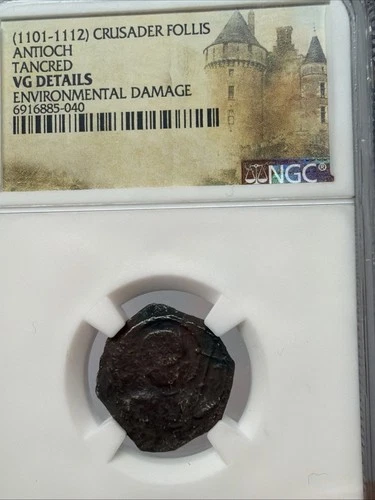 (1101-1112) CRUSADER FOLLIS
ANTIOCH
TANCRED
VG DETAILS
ENVIRONMENTAL DAMAGE
6916885-040
NGC®